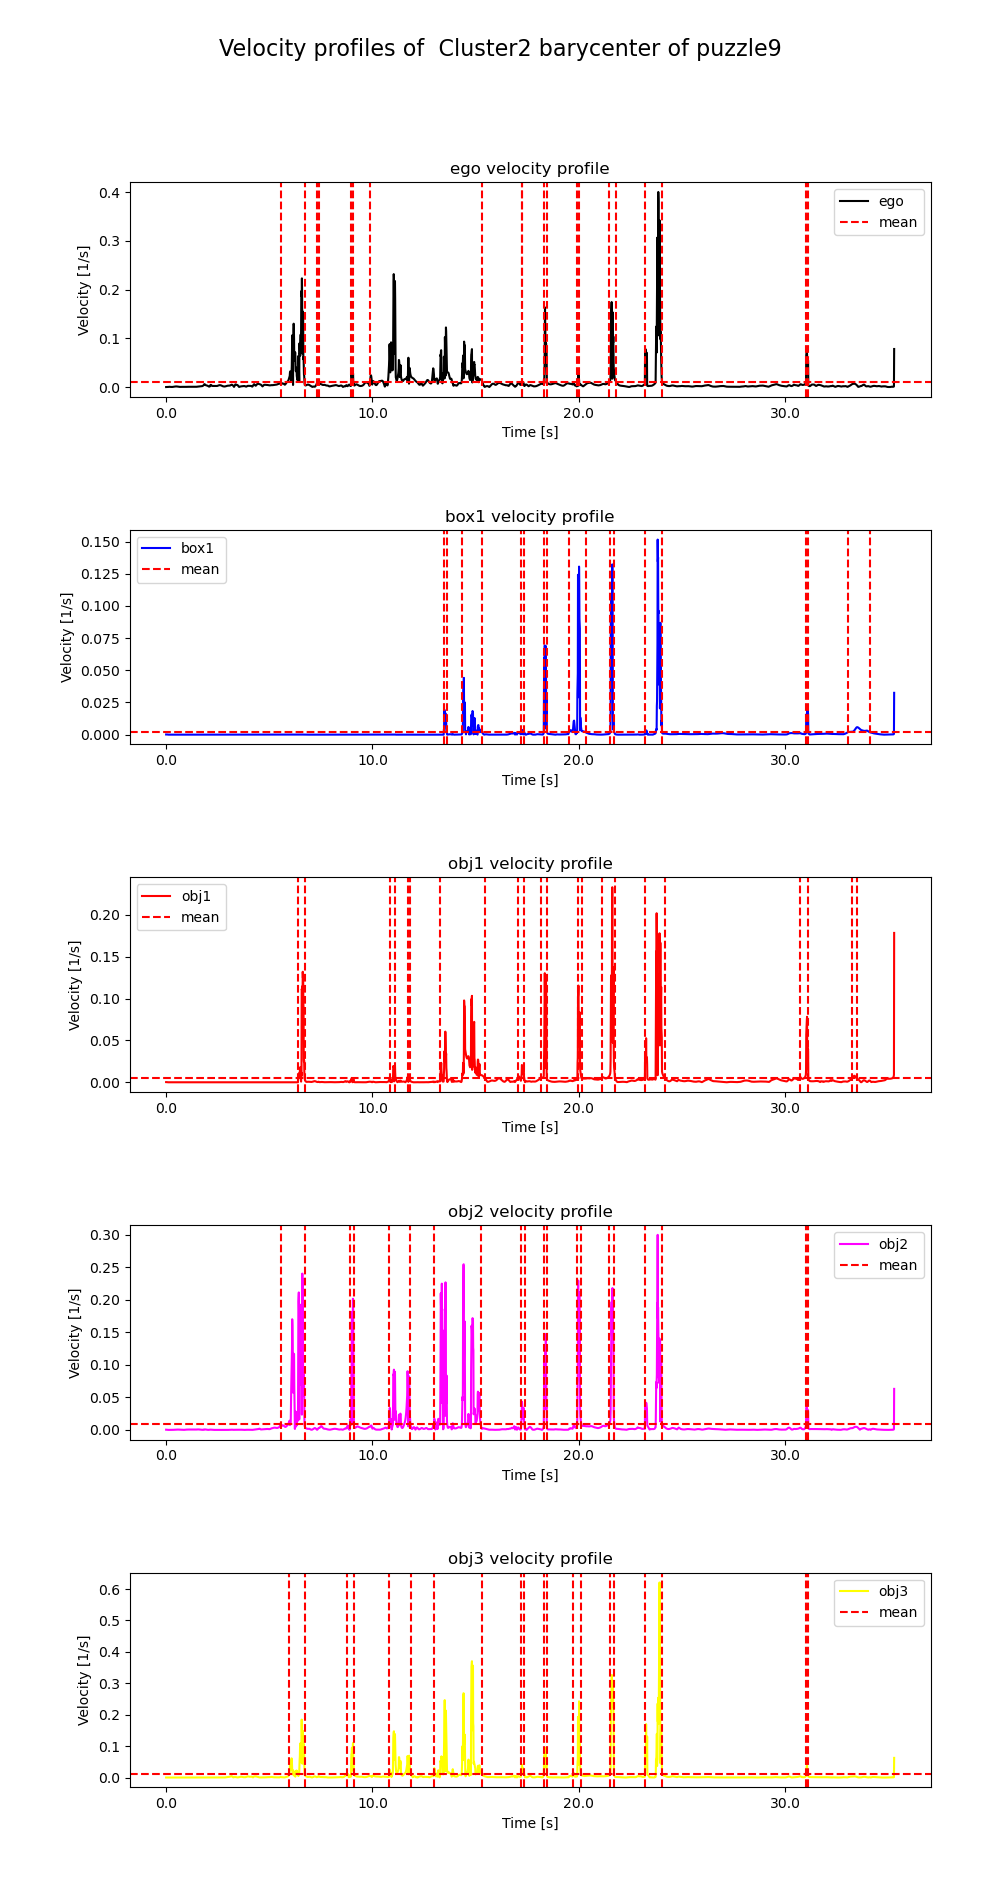 Velocity profiles of  Cluster2 barycenter of puzzle9
ego velocity profile
Velocity [1/s]
0.4
0.3
0.2
0.1
0.0
ego
mean
0.0 10.0 20.0 30.0
Time [s]
box1 velocity profile
Velocity [1/s]
0.150
0.125
0.100
0.075
0.050
0.025
0.000
box1
mean
0.0 10.0 20.0 30.0
Time [s]
obj1 velocity profile
Velocity [1/s]
0.20
0.15
0.10
0.05
0.00
obj1
mean
0.0 10.0 20.0 30.0
Time [s]
obj2 velocity profile
Velocity [1/s]
0.30
0.25
0.20
0.15
0.10
0.05
0.00
obj2
mean
0.0 10.0 20.0 30.0
Time [s]
obj3 velocity profile
Velocity [1/s]
0.6
0.5
0.4
0.3
0.2
0.1
0.0
obj3
mean
0.0 10.0 20.0 30.0
Time [s]